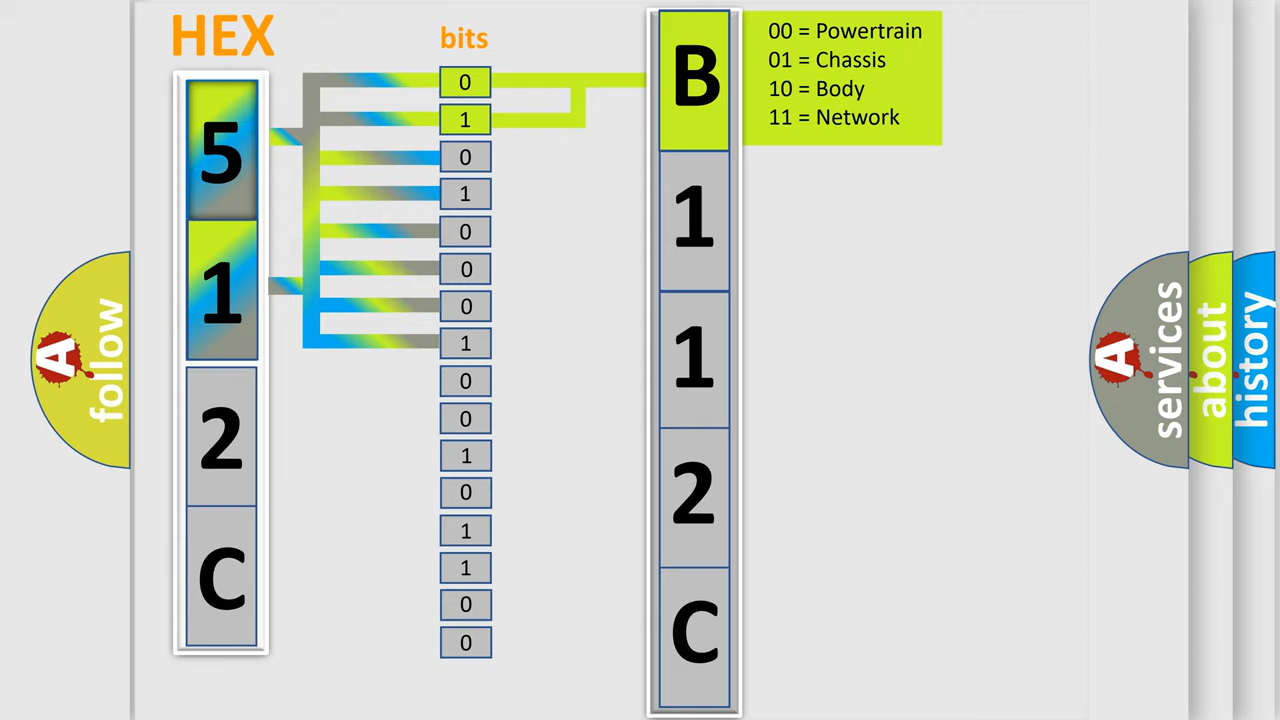 HEX
bits
5
1
2
C
0
1
0
1
0
0
0
1
0
0
1
0
1
1
0
0
B
1
1
2
C
00 = Powertrain
01 = Chassis
10 = Body
11 = Network
A
follow
A
services
about
history